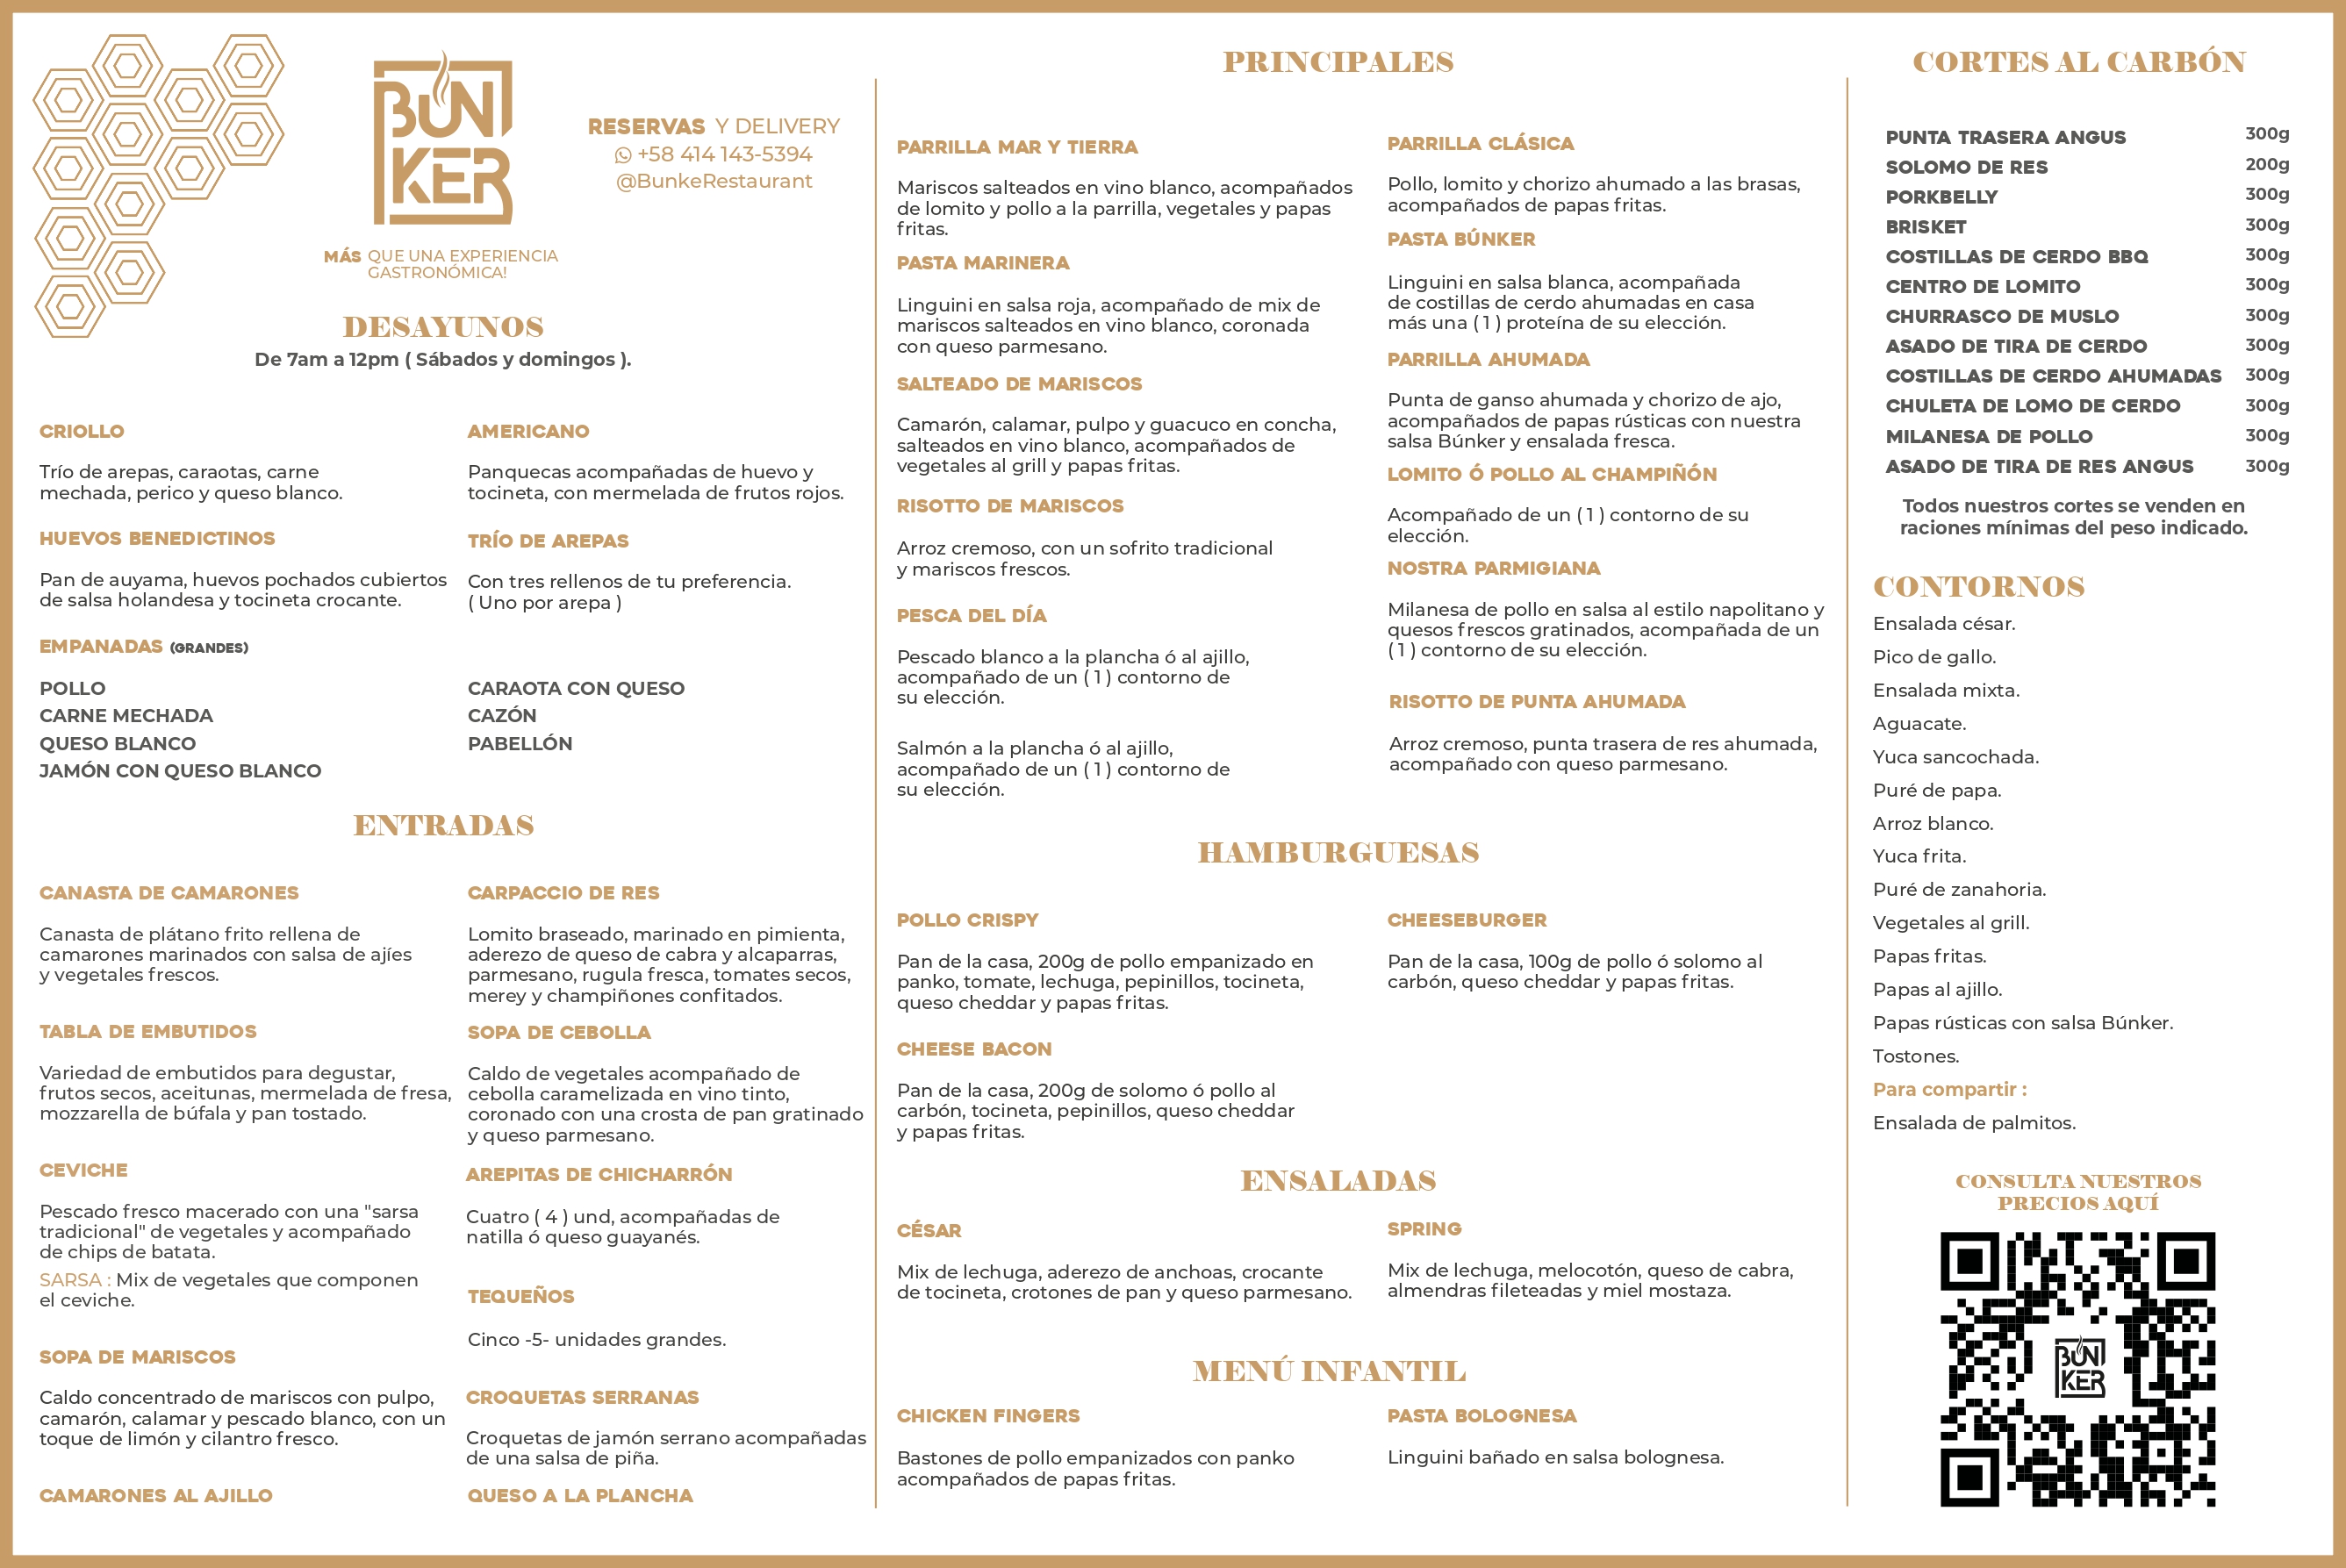 BÚN
KER
MÁS QUE UNA EXPERIENCIA
GASTRONÓMICA!
RESERVAS Y DELIVERY
+58 414 143-5394
@BunkeRestaurant
DESAYUNOS
De 7am a 12pm ( Sábados y domingos ).
CRIOLLO
Trío de arepas, caraotas, carne
mechada, perico y queso blanco.
HUEVOS BENEDICTINOS
Pan de auyama, huevos pochados cubiertos
de salsa holandesa y tocineta crocante.
AMERICANO
Panquecas acompañadas de huevo y
tocineta, con mermelada de frutos rojos.
TRÍO DE AREPAS
Con tres rellenos de tu preferencia.
( Uno por arepa )
EMPANADAS (GRANDES)
POLLO
CARNE MECHADA
QUESO BLANCO
JAMÓN CON QUESO BLANCO
CARAOTA CON QUESO
CAZÓN
PABELLÓN
ENTRADAS
CANASTA DE CAMARONES
Canasta de plátano frito rellena de
camarones marinados con salsa de ajíes
y vegetales frescos.
TABLA DE EMBUTIDOS
Variedad de embutidos para degustar,
frutos secos, aceitunas, mermelada de fresa,
mozzarella de búfala y pan tostado.
CEVICHE
Pescado fresco macerado con una "sarsa
tradicional" de vegetales y acompañado
de chips de batata.
SARSA : Mix de vegetales que componen
el ceviche.
SOPA DE MARISCOS
Caldo concentrado de mariscos con pulpo,
camarón, calamar y pescado blanco, con un
toque de limón y cilantro fresco.
CAMARONES AL AJILLO
CARPACCIO DE RES
Lomito braseado, marinado en pimienta,
aderezo de queso de cabra y alcaparras,
parmesano, rugula fresca, tomates secos,
merey y champiñones confitados.
SOPA DE CEBOLLA
Caldo de vegetales acompañado de
cebolla caramelizada en vino tinto,
coronado con una crosta de pan gratinado
y queso parmesano.
AREPITAS DE CHICHARRÓN
Cuatro ( 4 ) und, acompañadas de
natilla ó queso guayanés.
TEQUEÑOS
Cinco -5- unidades grandes.
CROQUETAS SERRANAS
Croquetas de jamón serrano acompañadas
de una salsa de piña.
QUESO A LA PLANCHA
PRINCIPALES
PARRILLA MAR Y TIERRA
Mariscos salteados en vino blanco, acompañados
de lomito y pollo a la parrilla, vegetales y papas
fritas.
PASTA MARINERA
Linguini en salsa roja, acompañado de mix de
mariscos salteados en vino blanco, coronada
con queso parmesano.
SALTEADO DE MARISCOS
Camarón, calamar, pulpo y guacuco en concha,
salteados en vino blanco, acompañados de
vegetales al grill y papas fritas.
RISOTTO DE MARISCOS
Arroz cremoso, con un sofrito tradicional
y mariscos frescos.
PESCA DEL DÍA
Pescado blanco a la plancha ó al ajillo,
acompañado de un ( 1 ) contorno de
su elección.
Salmón a la plancha ó al ajillo,
acompañado de un ( 1 ) contorno de
su elección.
PARRILLA CLÁSICA
Pollo, lomito y chorizo ahumado a las brasas,
acompañados de papas fritas.
PASTA BÚNKER
Linguini en salsa blanca, acompañada
de costillas de cerdo ahumadas en casa
más una ( 1 ) proteína de su elección.
PARRILLA AHUMADA
Punta de ganso ahumada y chorizo de ajo,
acompañados de papas rústicas con nuestra
salsa Búnker y ensalada fresca.
LOMITO Ó POLLO AL CHAMPIÑÓN
Acompañado de un ( 1 ) contorno de su
elección.
NOSTRA PARMIGIANA
Milanesa de pollo en salsa al estilo napolitano y
quesos frescos gratinados, acompañada de un
( 1 ) contorno de su elección.
RISOTTO DE PUNTA AHUMADA
Arroz cremoso, punta trasera de res ahumada,
acompañado con queso parmesano.
HAMBURGUESAS
POLLO CRISPY
Pan de la casa, 200g de pollo empanizado en
panko, tomate, lechuga, pepinillos, tocineta,
queso cheddar y papas fritas.
CHEESE BACON
Pan de la casa, 200g de solomo ó pollo al
carbón, tocineta, pepinillos, queso cheddar
y papas fritas.
CHEESEBURGER
Pan de la casa, 100g de pollo ó solomo al
carbón, queso cheddar y papas fritas.
ENSALADAS
CÉSAR
Mix de lechuga, aderezo de anchoas, crocante
de tocineta, crotones de pan y queso parmesano.
SPRING
Mix de lechuga, melocotón, queso de cabra,
almendras fileteadas y miel mostaza.
MENÚ INFANTIL
CHICKEN FINGERS
Bastones de pollo empanizados con panko
acompañados de papas fritas.
PASTA BOLOGNESA
Linguini bañado en salsa bolognesa.
CORTES AL CARBÓN
PUNTA TRASERA ANGUS 300g
SOLOMO DE RES 200g
PORKBELLY 300g
BRISKET 300g
COSTILLAS DE CERDO BBQ 300g
CENTRO DE LOMITO 300g
CHURRASCO DE MUSLO 300g
ASADO DE TIRA DE CERDO 300g
COSTILLAS DE CERDO AHUMADAS 300g
CHULETA DE LOMO DE CERDO 300g
MILANESA DE POLLO 300g
ASADO DE TIRA DE RES ANGUS 300g
Todos nuestros cortes se venden en
raciones mínimas del peso indicado.
CONTORNOS
Ensalada césar.
Pico de gallo.
Ensalada mixta.
Aguacate.
Yuca sancochada.
Puré de papa.
Arroz blanco.
Yuca frita.
Puré de zanahoria.
Vegetales al grill.
Papas fritas.
Papas al ajillo.
Papas rústicas con salsa Búnker.
Tostones.
Para compartir :
Ensalada de palmitos.
CONSULTA NUESTROS
PRECIOS AQUÍ
BÚN
KER